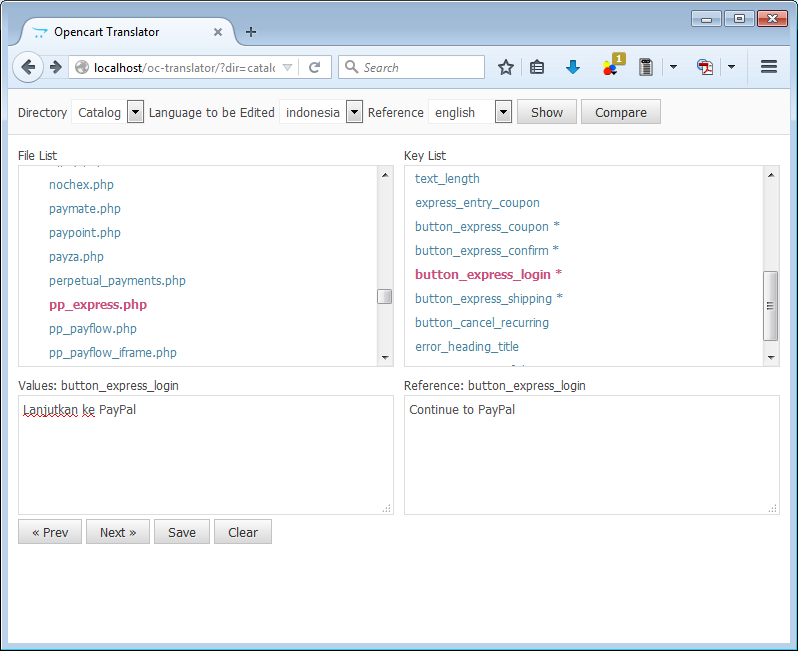 Opencart Translator
localhost/oc-translator/?dir=catalo
Search
1
Directory Catalog Language to be Edited indonesia Reference english Show Compare
File List
nochex.php
paymate.php
paypoint.php
payza.php
perpetual_payments.php
pp_express.php
pp_payflow.php
pp_payflow_iframe.php
Key List
text_length
express_entry_coupon
button_express_coupon *
button_express_confirm *
button_express_login *
button_express_shipping *
button_cancel_recurring
error_heading_title
Values: button_express_login
Lanjutkan ke PayPal
Reference: button_express_login
Continue to PayPal
« Prev Next » Save Clear